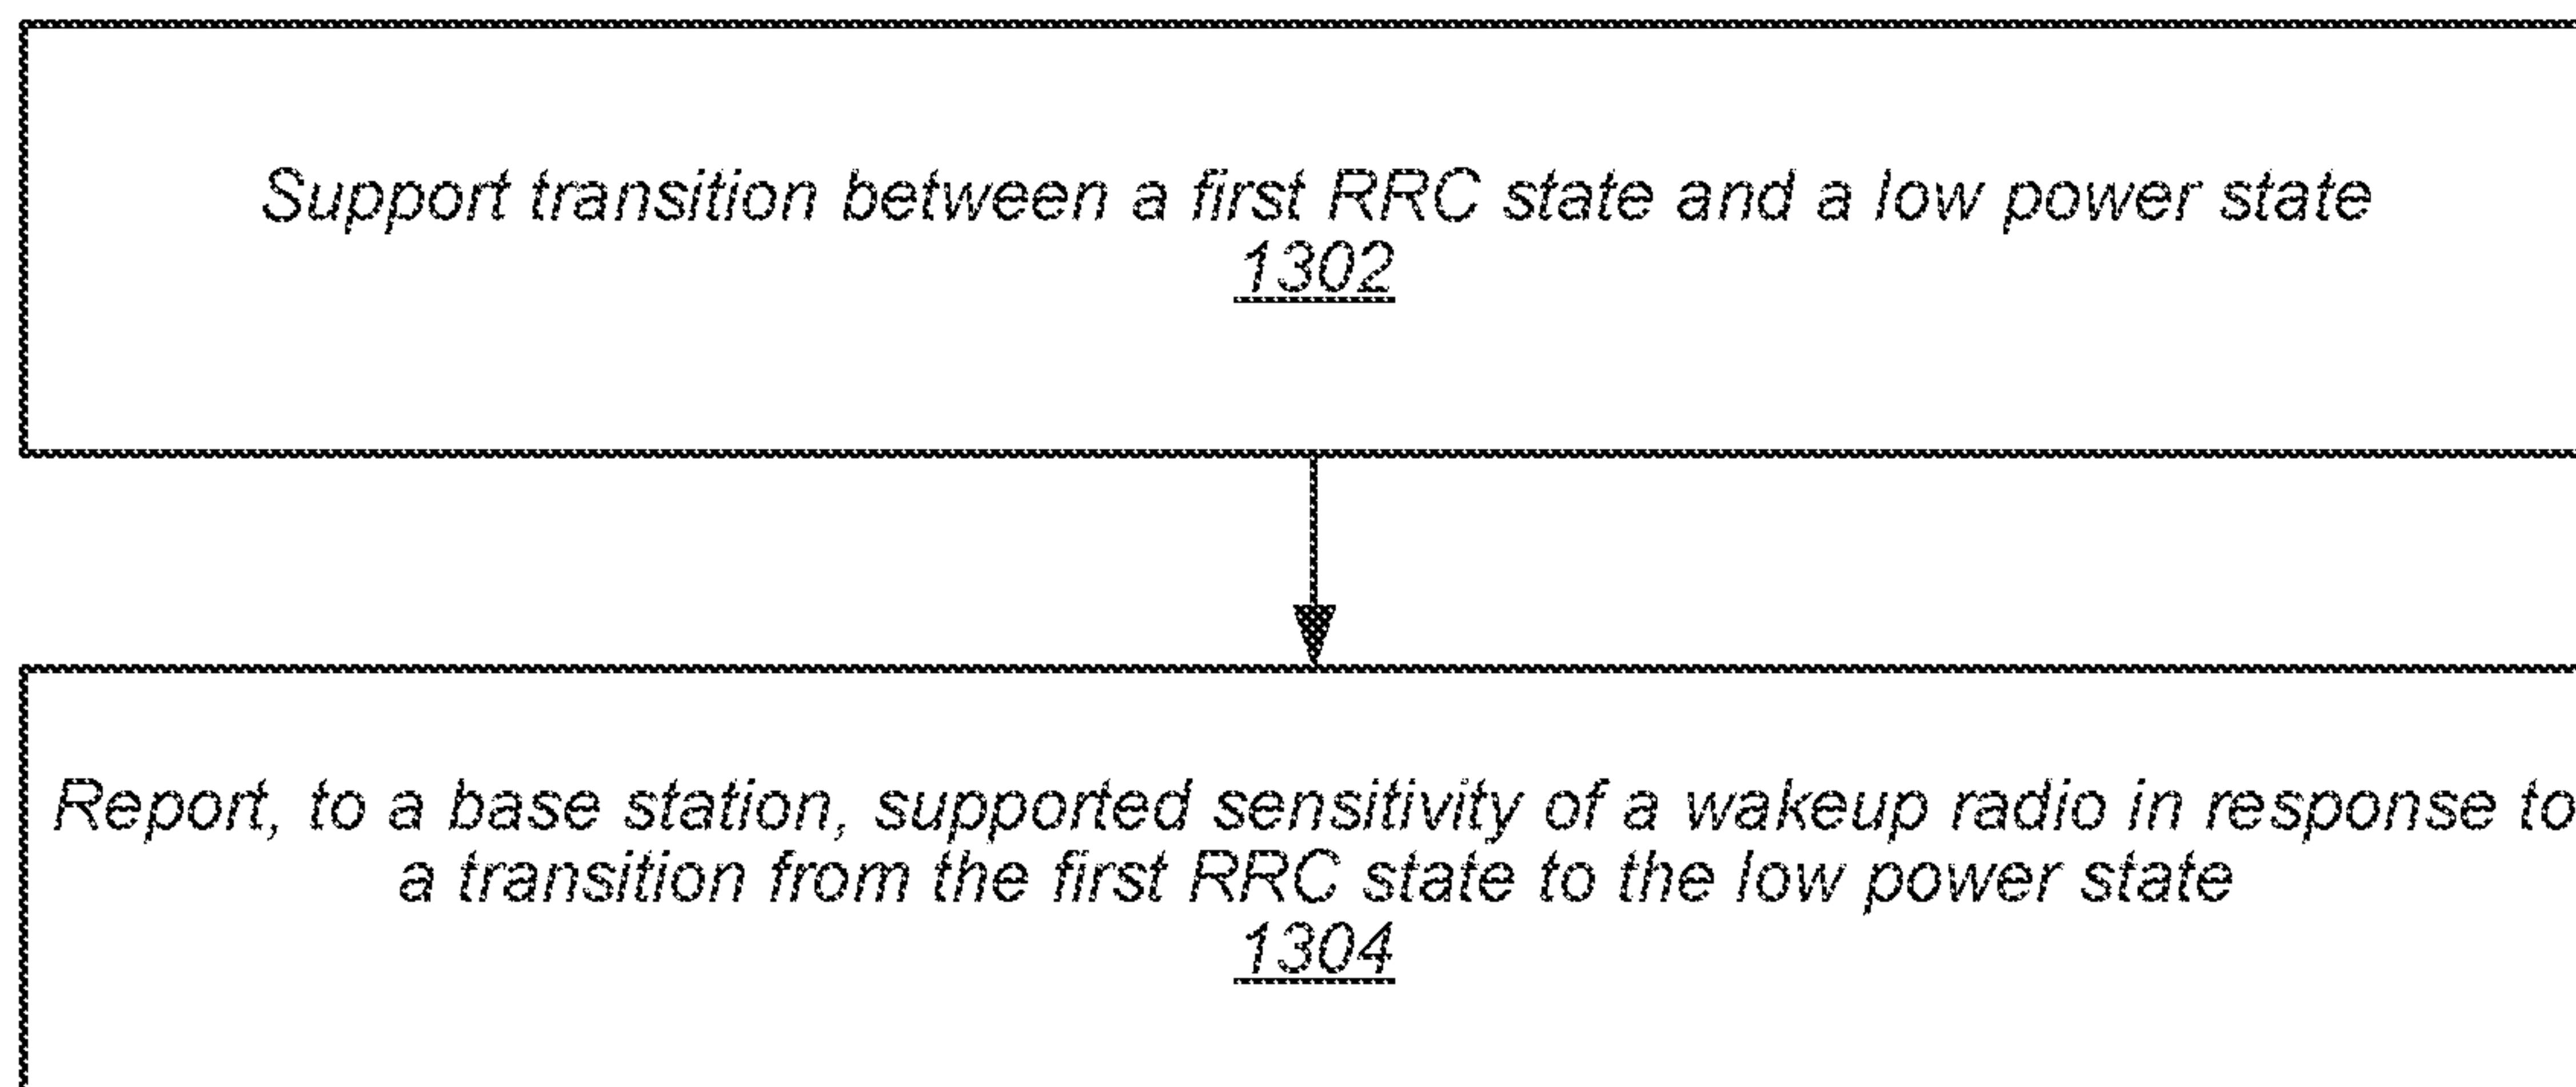 Support transition between a first RRC state and a low power state
1302
Report, to a base station, supported sensitivity of a wakeup radio in response to
a transition from the first RRC state to the low power state
1304